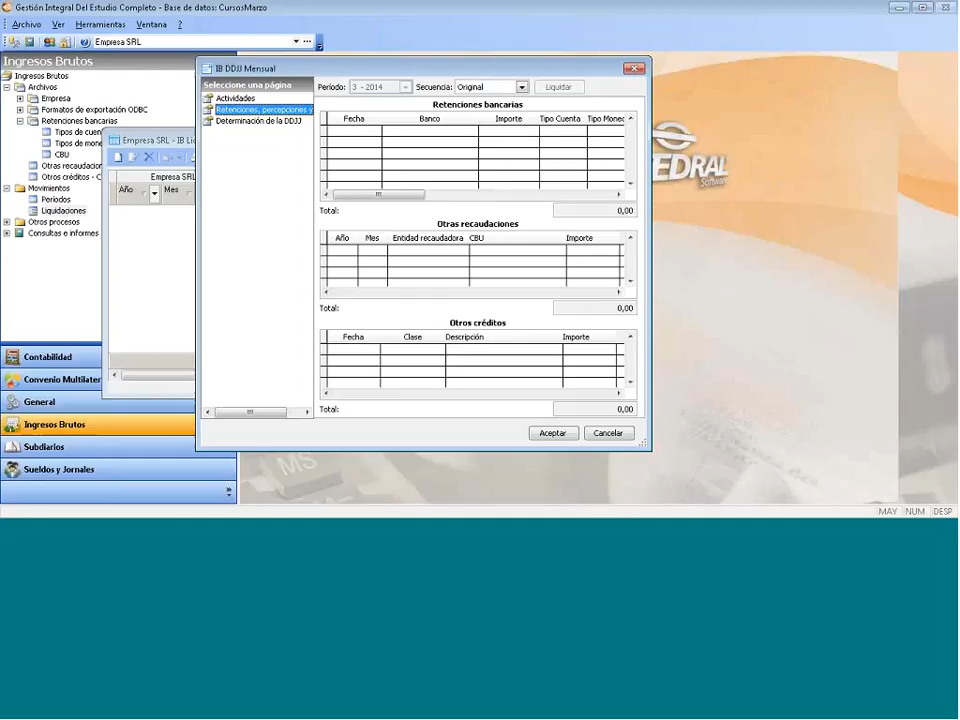 Gestión Integral Del Estudio Completo - Base de datos: CursosMarzo
Archivo Ver Herramientas Ventana ?
Empresa SRL
Ingresos Brutos
Ingresos Brutos
Archivos
Empresa
Formatos de exportación ODBC
Retenciones bancarias
Tipos de cuen
Tipos de mone
CBU
Otras recaudacior
Otros créditos - C
Movimientos
Períodos
Liquidaciones
Otros procesos
Consultas e informes
Contabilidad
Convenio Multilater
General
Ingresos Brutos
Subdiarios
Sueldos y Jornales
Empresa SRL - IB Li
Empresa SRL
Año Mes
IB DDJJ Mensual
Seleccione una página
Actividades
Retenciones, percepciones y
Determinación de la DDJJ
Período: 3 - 2014 Secuencia: Original Liquidar
Retenciones bancarias
Fecha Banco Importe Tipo Cuenta Tipo Moned
Total: 0,00
Otras recaudaciones
Año Mes Entidad recaudadora CBU Importe
Total: 0,00
Otros créditos
Fecha Clase Descripción Importe
Total: 0,00
Aceptar Cancelar
EDRAL
Software
MS
MAY NUM DESP